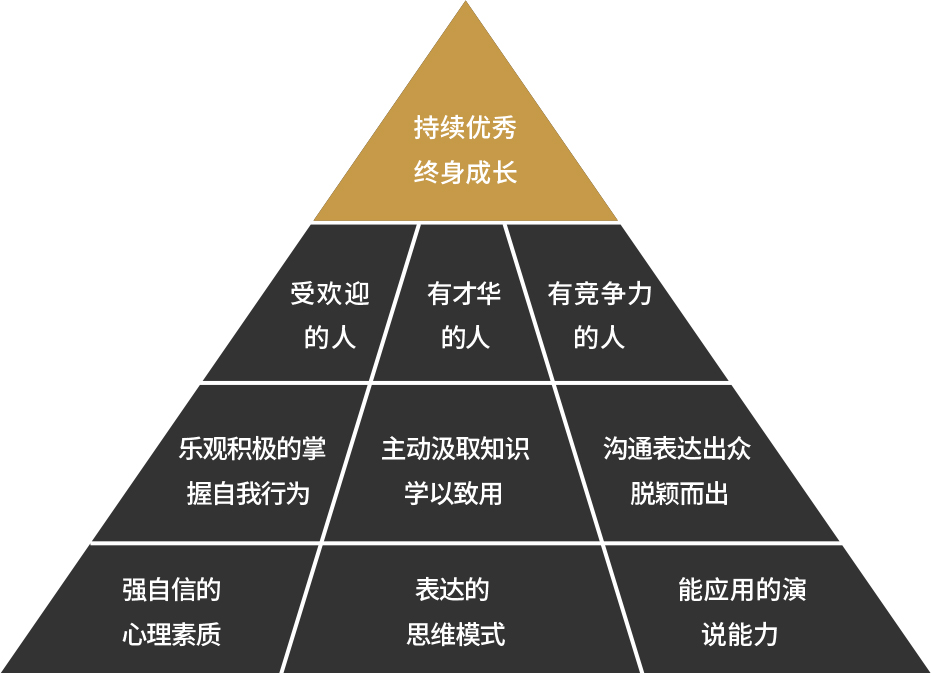 持续优秀
终身成长
受欢迎
的人
有才华
的人
有竞争力
的人
乐观积极的掌
握自我行为
主动汲取知识
学以致用
沟通表达出众
脱颖而出
强自信的
心理素质
表达的
思维模式
能应用的演
说能力